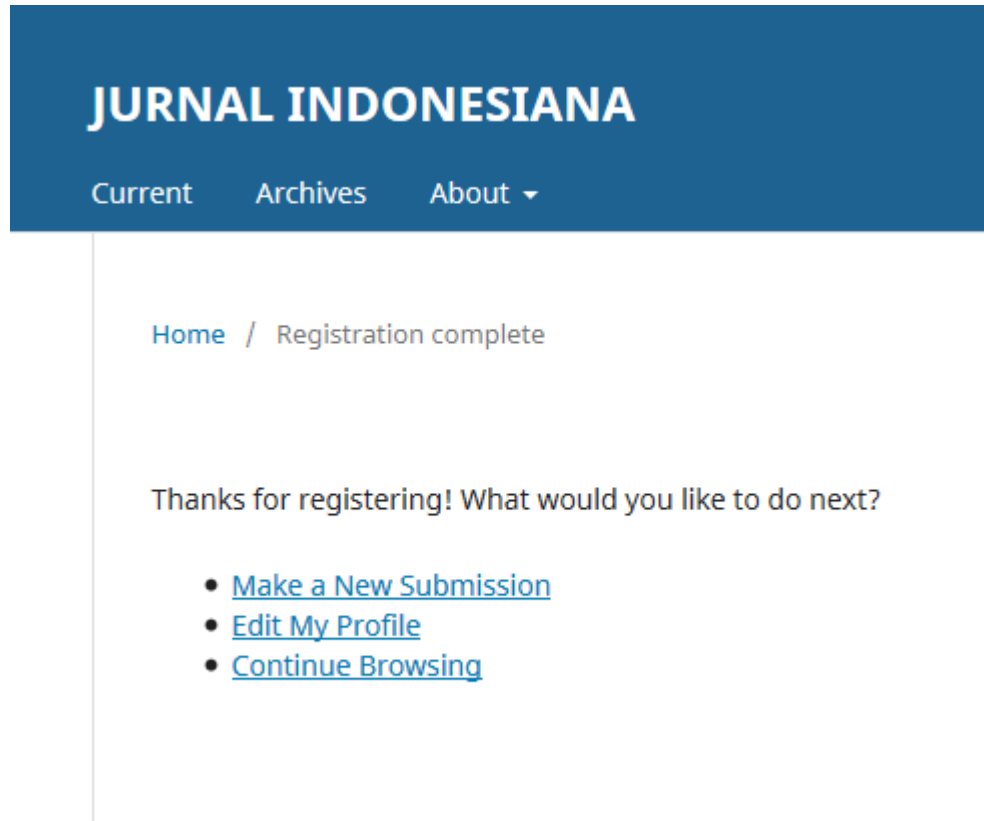 JURNAL INDONESIANA
Current Archives About
Home / Registration complete
Thanks for registering! What would you like to do next?
Make a New Submission
Edit My Profile
Continue Browsing